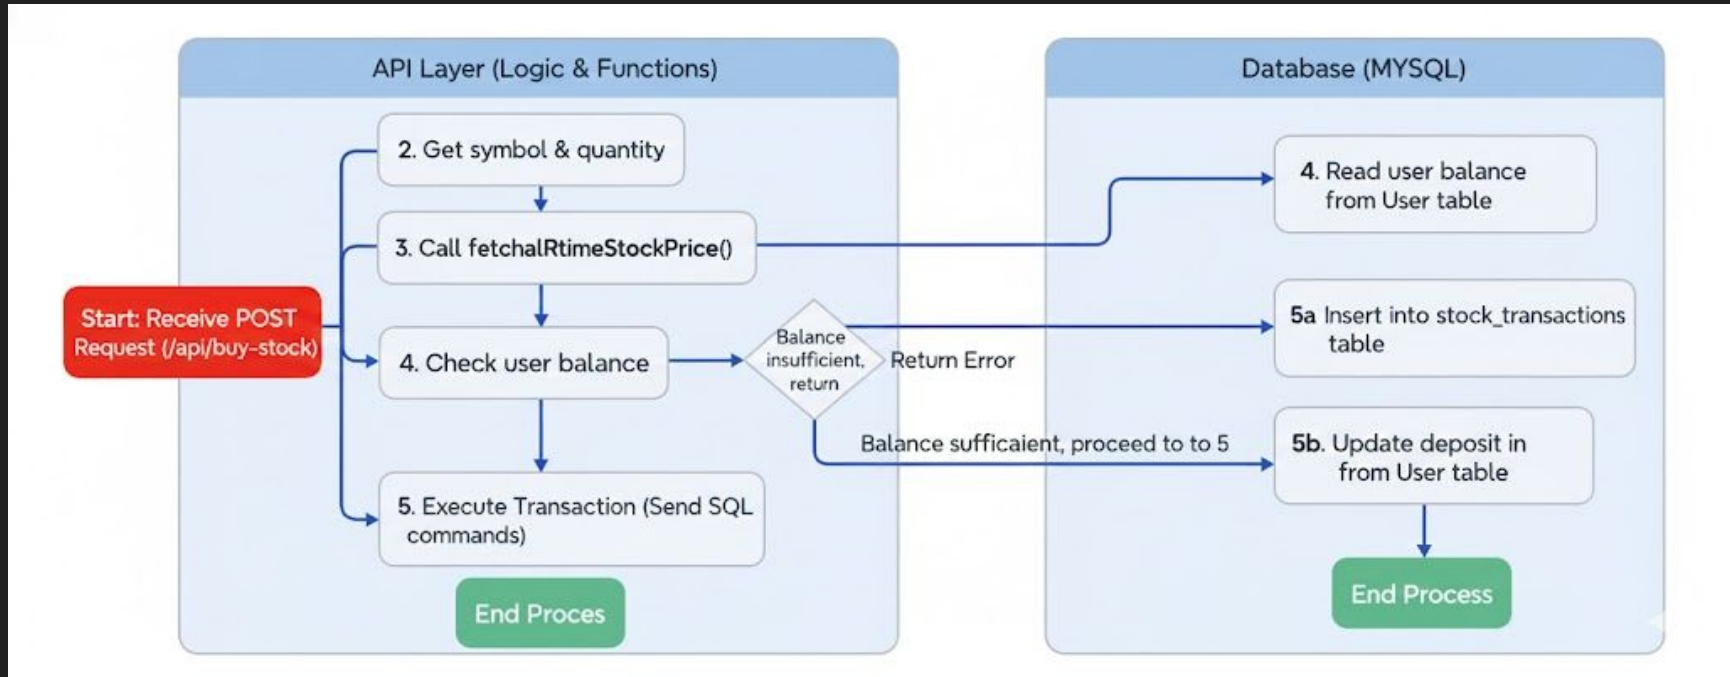 API Layer (Logic & Functions)
Database (MYSQL)
2. Get symbol & quantity
3. Call fetchalRtimeStockPrice()
Start: Receive POST
Request (/api/buy-stock)
4. Check user balance
Balance
insufficient,
return
Return Error
Balance sufficaient, proceed to to 5
5. Execute Transaction (Send SQL
commands)
End Proces
4. Read user balance
from User table
5a Insert into stock_transactions
table
5b. Update deposit in
from User table
End Process